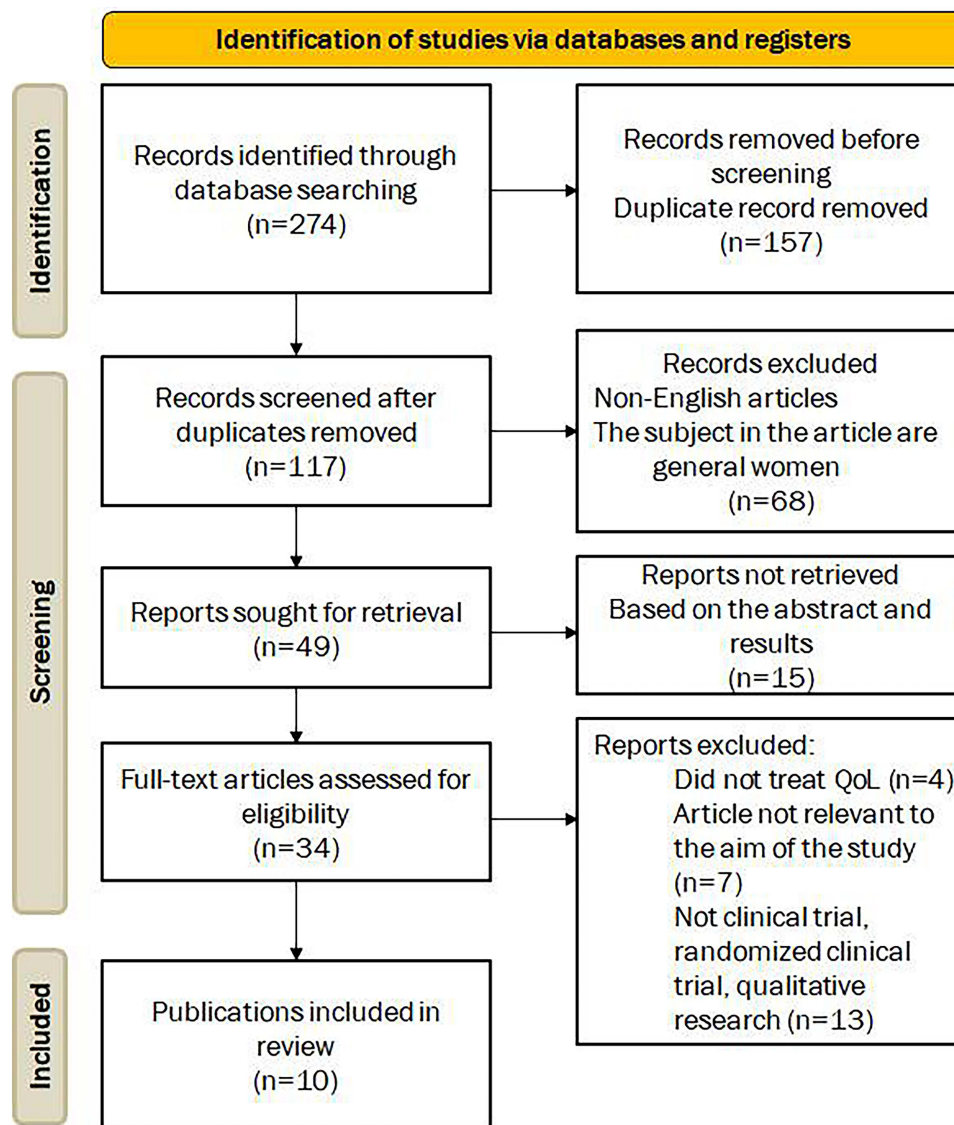 Identification of studies via databases and registers
Identification
Records identified through
database searching
(n=274)
Records removed before
screening
Duplicate record removed
(n=157)
Screening
Records screened after
duplicates removed
(n=117)
Records excluded
Non-English articles
The subject in the article are
general women
(n=68)
Reports sought for retrieval
(n=49)
Reports not retrieved
Based on the abstract and
results
(n=15)
Full-text articles assessed for
eligibility
(n=34)
Reports excluded:
Did not treat QoL (n=4)
Article not relevant to
the aim of the study
(n=7)
Not clinical trial,
randomized clinical
trial, qualitative
research (n=13)
Included
Publications included in
review
(n=10)